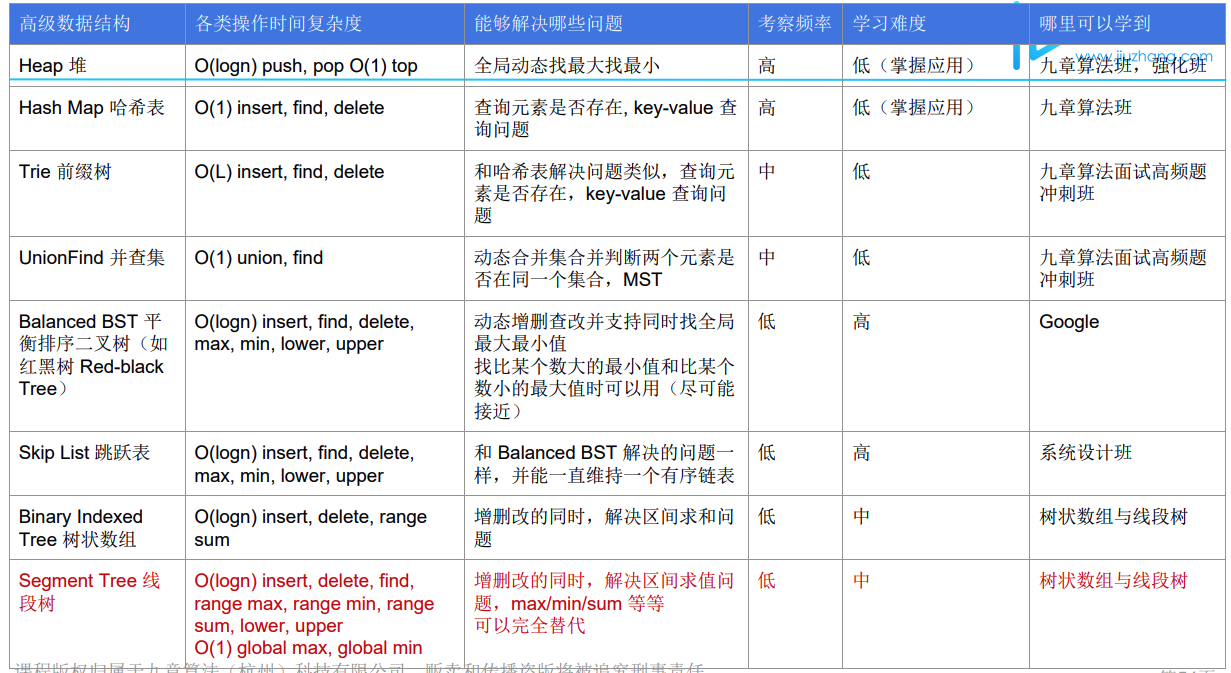 高级数据结构 各类操作时间复杂度 能够解决哪些问题 考察频率 学习难度 哪里可以学到
www.jiuzhang.com
Heap 堆 O(logn) push, pop O(1) top 全局动态找最大找最小 高 低（掌握应用） 九章算法班，强化班
Hash Map 哈希表 O(1) insert, find, delete 查询元素是否存在, key-value 查 高 低（掌握应用） 九章算法班
询问题
Trie 前缀树 O(L) insert, find, delete 和哈希表解决问题类似，查询元 中 低 九章算法面试高频题
素是否存在，key-value 查询问 冲刺班
题
UnionFind 并查集 O(1) union, find 动态合并集合并判断两个元素是 中 低 九章算法面试高频题
否在同一个集合，MST 冲刺班
Balanced BST 平 O(logn) insert, find, delete, 动态增删查改并支持同时找全局 低 高 Google
衡排序二叉树（如 max, min, lower, upper 最大最小值
红黑树 Red-black 找比某个数大的最小值和比某个
Tree） 数小的最大值时可以用（尽可能
接近）
Skip List 跳跃表 O(logn) insert, find, delete, 和 Balanced BST 解决的问题一 低 高 系统设计班
max, min, lower, upper 样，并能一直维持一个有序链表
Binary Indexed O(logn) insert, delete, range 增删改的同时，解决区间求和问 低 中 树状数组与线段树
Tree 树状数组 sum 题
Segment Tree 线 O(logn) insert, delete, find, 增删改的同时，解决区间求值问 低 中 树状数组与线段树
段树 range max, range min, range 题，max/min/sum 等等
sum, lower, upper 可以完全替代
O(1) global max, global min
课程版权归属于九章算法（杭州）科技有限公司，贩卖和传播盗版将被追究刑事责任